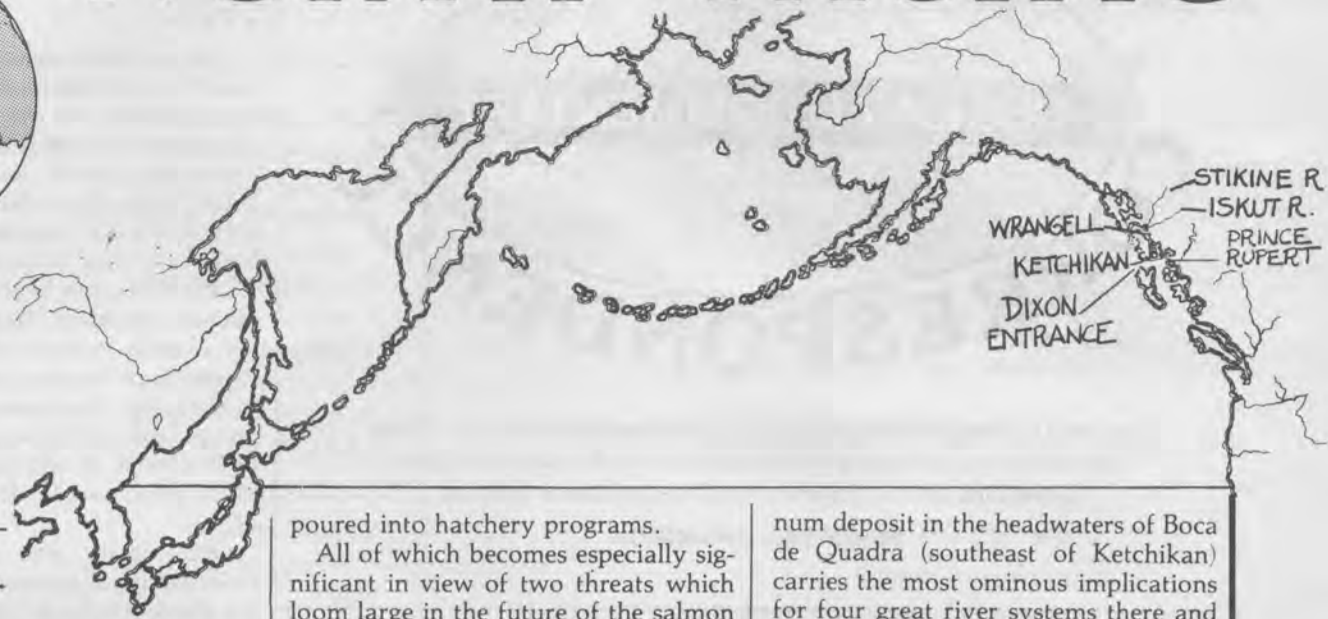 STIKINE R
ISKUT R.
WRANGELL
PRINCE
RUPERT
KETCHIKAN
DIXON
ENTRANCE
poured into hatchery programs.
All of which becomes especially sig-
nificant in view of two threats which
loom large in the future of the salmon
num deposit in the headwaters of Boca
de Quadra (southeast of Ketchikan)
carries the most ominous implications
for four great river systems there and